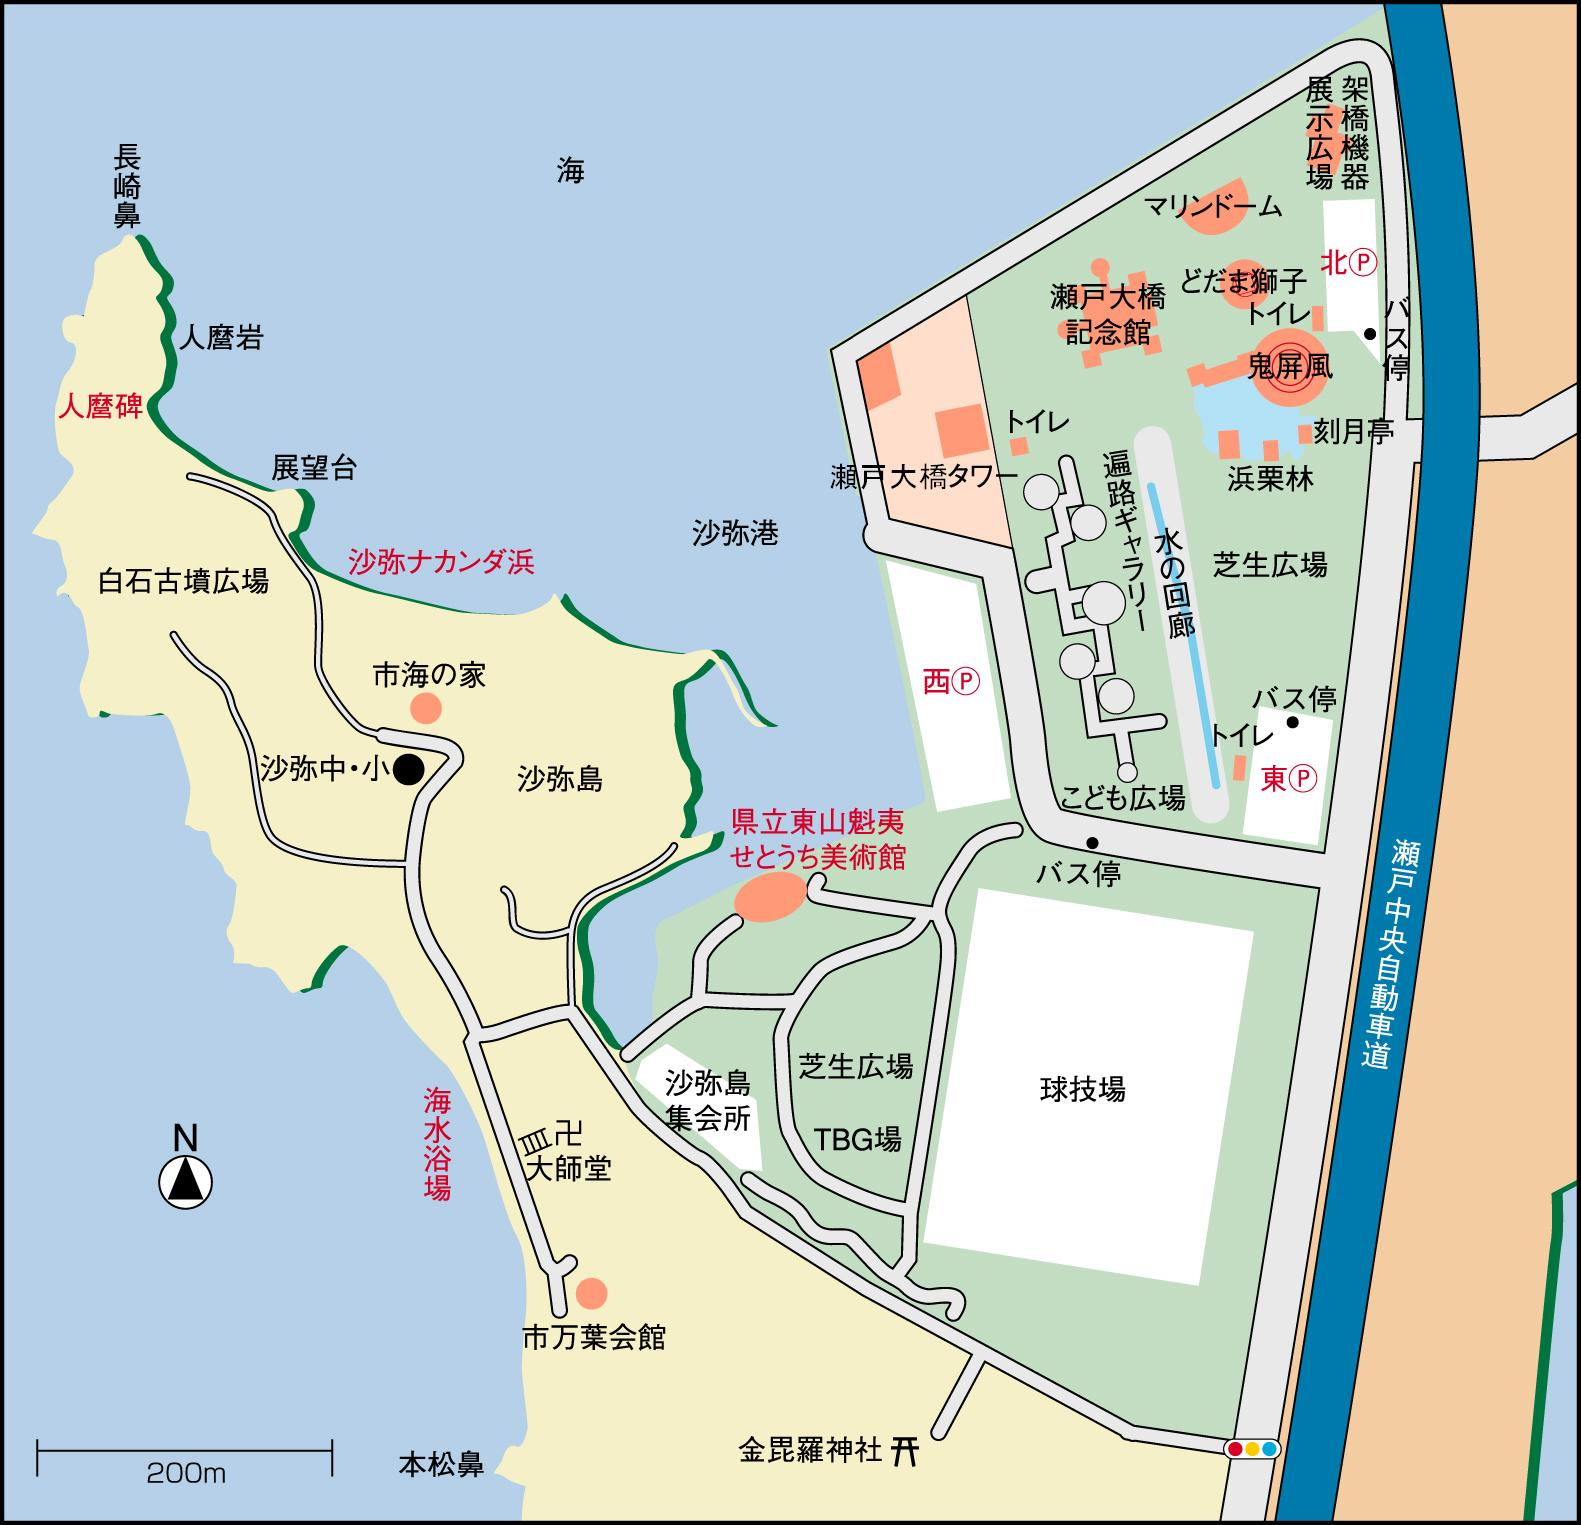 長崎鼻
海
人麿岩
人麿碑
展望台
沙弥ナカンダ浜
沙弥港
白石古墳広場
市海の家
沙弥中・小
沙弥島
架橋機器
展示広場
マリンドーム
北Ⓟ
どだま獅子
トイレ
瀬戸大橋
記念館
バス停
鬼屏風
刻月亭
浜栗林
トイレ
瀬戸大橋タワー
遍路ギャラリー
水の回廊
芝生広場
西Ⓟ
バス停
トイレ
東Ⓟ
こども広場
県立東山魁夷
せとうち美術館
バス停
瀬戸中央自動車道
沙弥島
集会所
芝生広場
TBG場
球技場
海水浴場
N
卍
大師堂
市万葉会館
金毘羅神社
本松鼻
200m